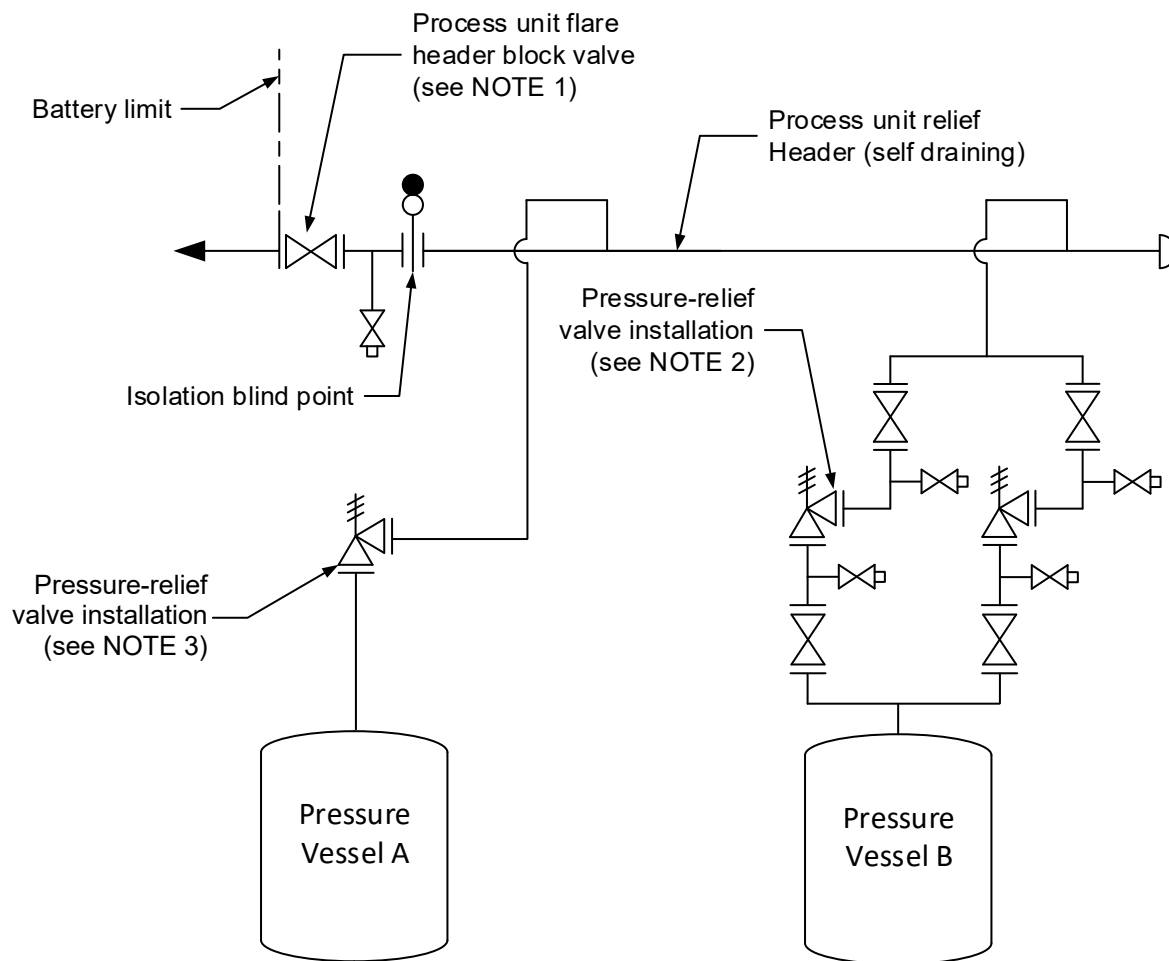 Process unit flare
header block valve
(see NOTE 1)
Battery limit
Process unit relief
Header (self draining)
Pressure-relief
valve installation
(see NOTE 2)
Isolation blind point
Pressure-relief
valve installation
(see NOTE 3)
Pressure
Vessel A
Pressure
Vessel B